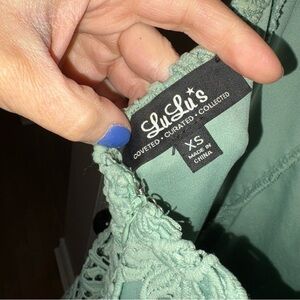 LuLu*s
COVETED • CURATED • COLLECTED
XS
MADE IN
CHINA